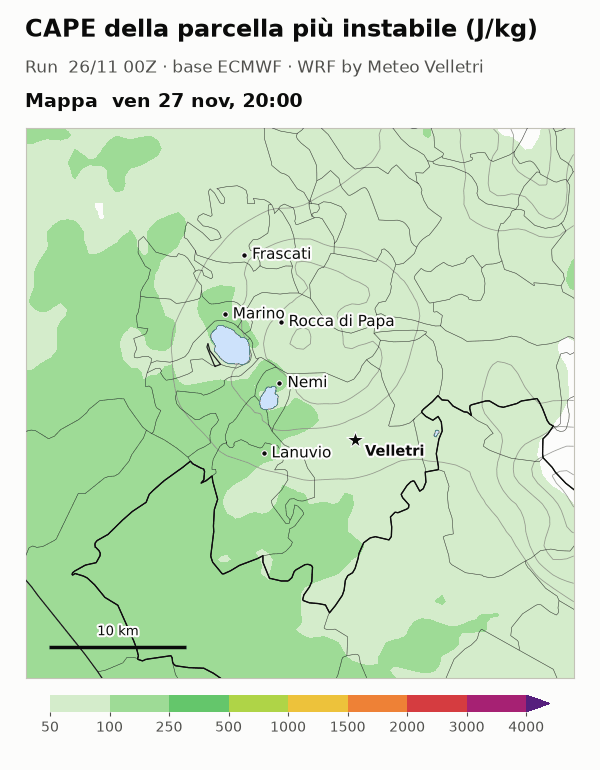 CAPE della parcella più instabile (J/kg)
Run  26/11 00Z · base ECMWF · WRF by Meteo Velletri
Mappa  ven 27 nov, 20:00
Frascati
Marino
Rocca di Papa
Nemi
Velletri
Lanuvio
10 km
50 100 250 500 1000 1500 2000 3000 4000